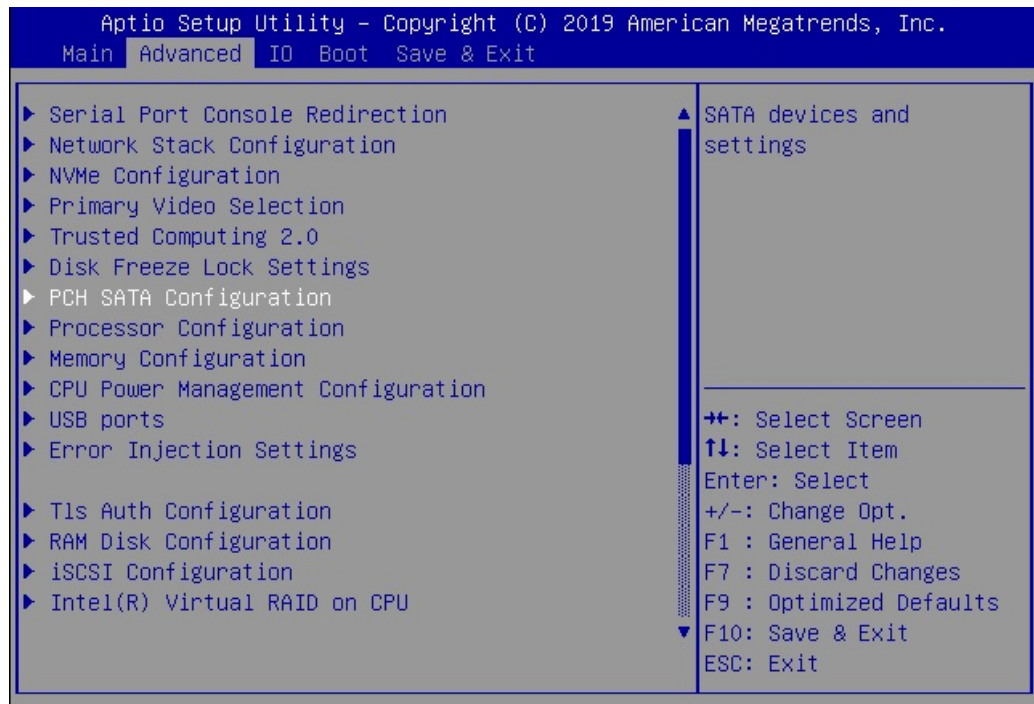 Aptio Setup Utility – Copyright (C) 2019 American Megatrends, Inc.
Main Advanced IO Boot Save & Exit
▶ Serial Port Console Redirection
▶ Network Stack Configuration
▶ NVMe Configuration
▶ Primary Video Selection
▶ Trusted Computing 2.0
▶ Disk Freeze Lock Settings
▶ PCH SATA Configuration
▶ Processor Configuration
▶ Memory Configuration
▶ CPU Power Management Configuration
▶ USB ports
▶ Error Injection Settings
▶ Tls Auth Configuration
▶ RAM Disk Configuration
▶ iSCSI Configuration
▶ Intel(R) Virtual RAID on CPU
SATA devices and
settings
→←: Select Screen
↑↓: Select Item
Enter: Select
+/-: Change Opt.
F1 : General Help
F7 : Discard Changes
F9 : Optimized Defaults
F10: Save & Exit
ESC: Exit